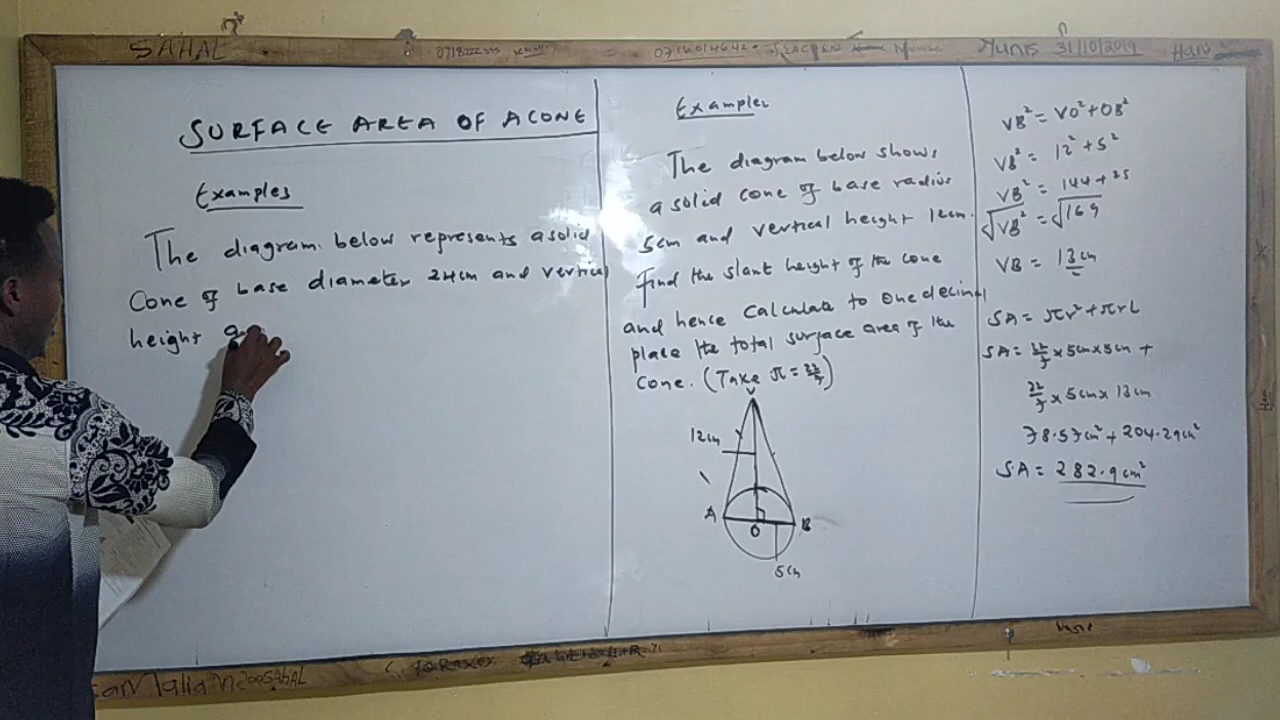 SAHAL
31/10/2019
SURFACE AREA OF A CONE
Examples
The diagram below represents a solid
Cone of base diameter 24cm and vertical
height 9
Examples
The diagram below shows
a solid cone of base radius
5cm and vertical height 12cm.
Find the slant height of the cone
and hence calculate to one decimal
place the total surface area of the
cone. (Take π = 22/7)
V
12cm
A
O
B
5cm
VB² = VO² + OB²
VB² = 12² + 5²
VB² = 144 + 25
√VB² = √169
VB = 13cm
SA = πr² + πrL
SA = 22/7 × 5cm × 5cm +
22/7 × 5cm × 13cm
78.57cm² + 204.29cm²
SA = 282.9cm²